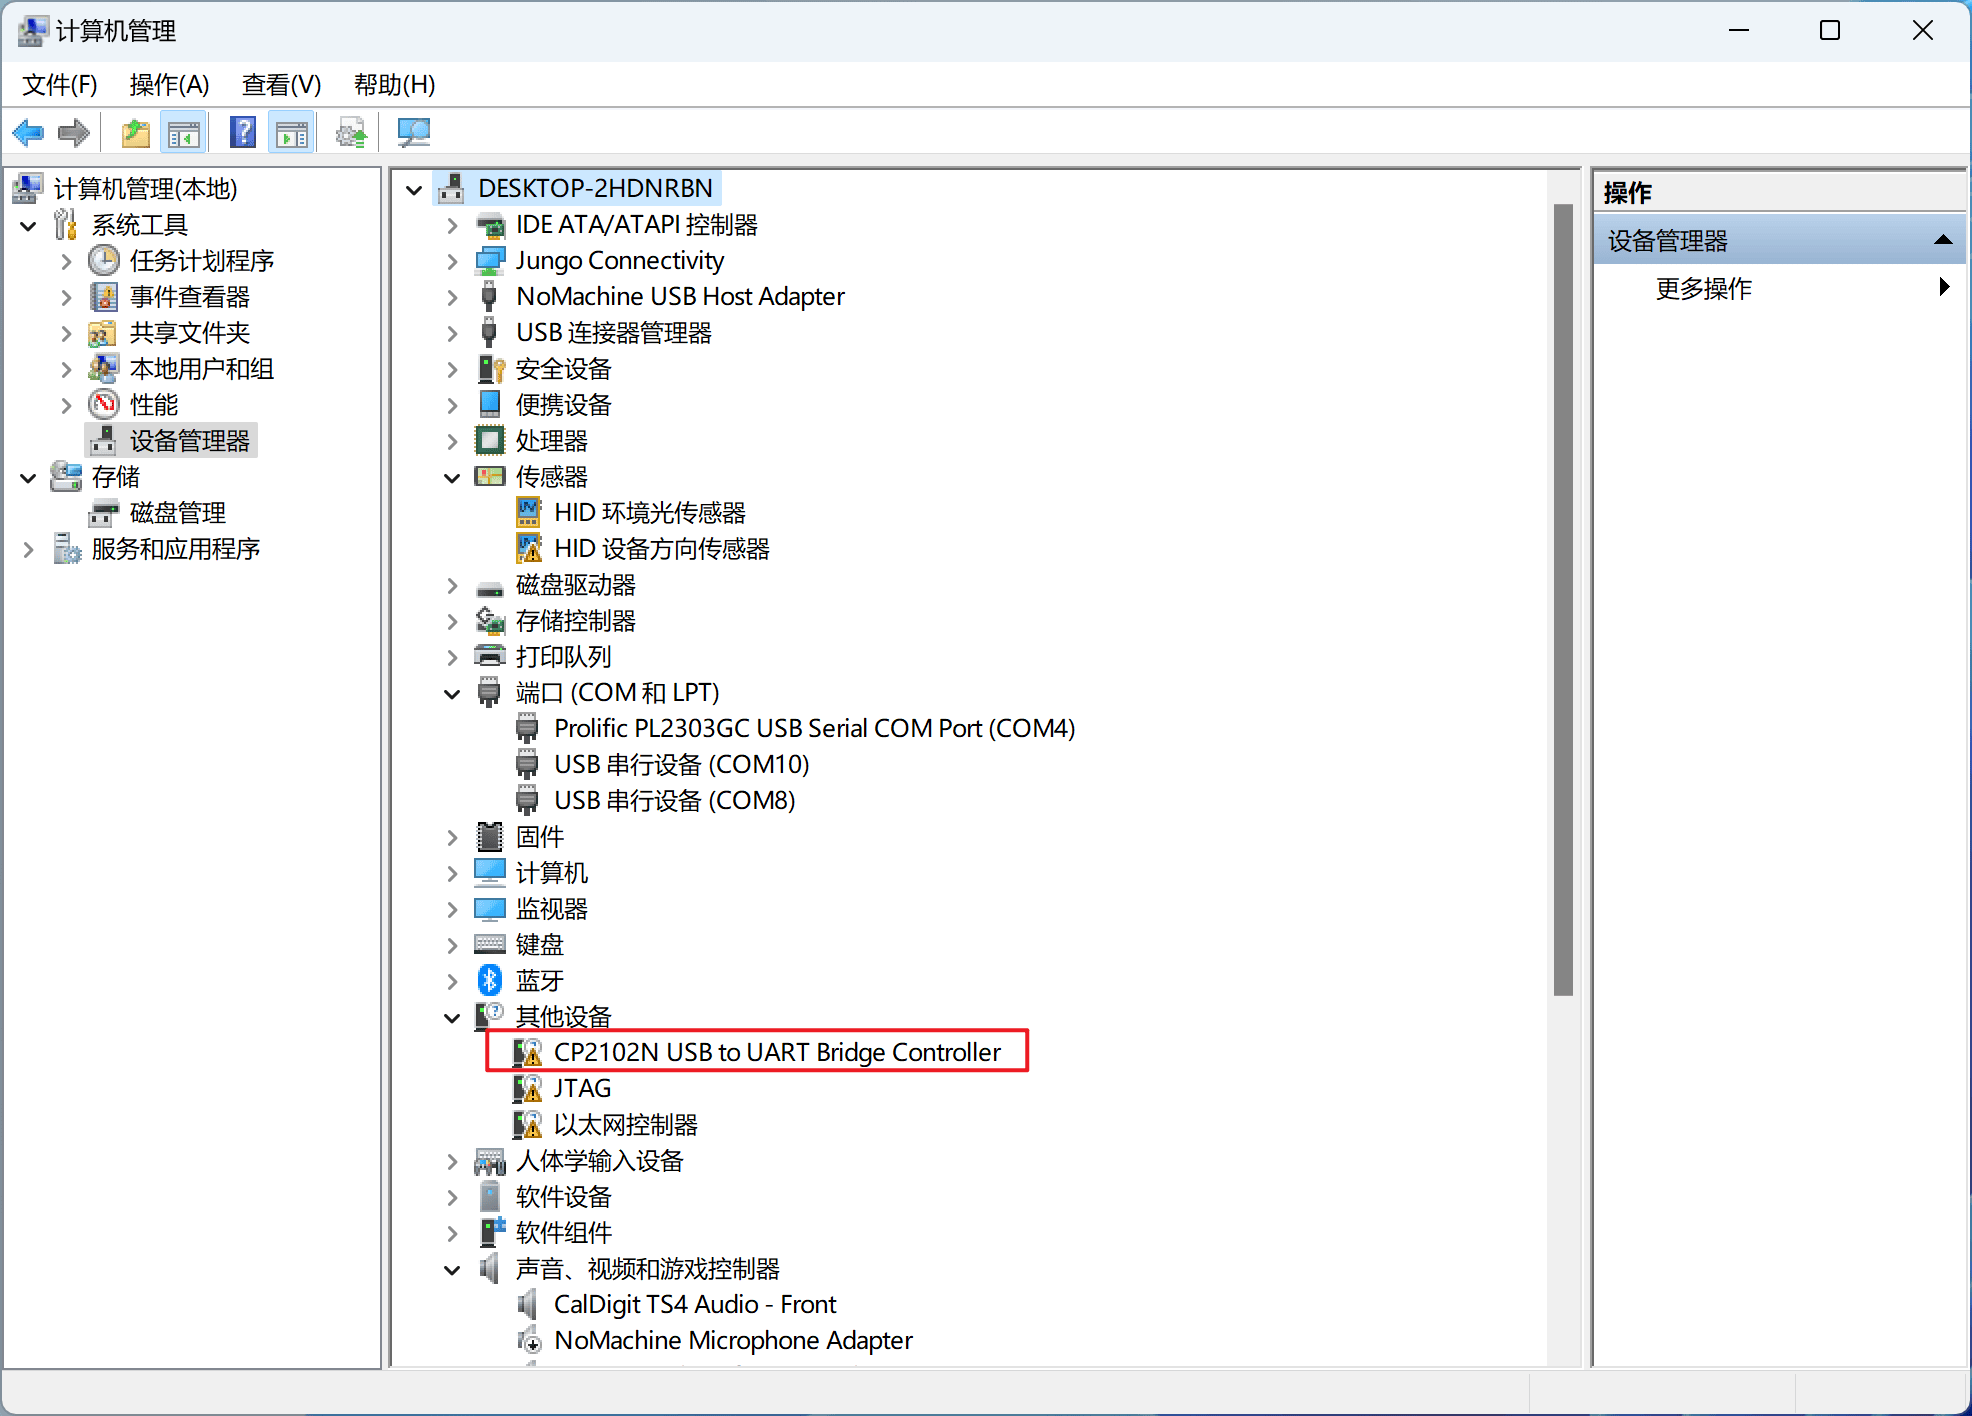 计算机管理
文件(F) 操作(A) 查看(V) 帮助(H)
计算机管理(本地)
系统工具
任务计划程序
事件查看器
共享文件夹
本地用户和组
性能
设备管理器
存储
磁盘管理
服务和应用程序
DESKTOP-2HDNRBN
IDE ATA/ATAPI 控制器
Jungo Connectivity
NoMachine USB Host Adapter
USB 连接器管理器
安全设备
便携设备
处理器
传感器
HID 环境光传感器
HID 设备方向传感器
磁盘驱动器
存储控制器
打印队列
端口 (COM 和 LPT)
Prolific PL2303GC USB Serial COM Port (COM4)
USB 串行设备 (COM10)
USB 串行设备 (COM8)
固件
计算机
监视器
键盘
蓝牙
其他设备
CP2102N USB to UART Bridge Controller
JTAG
以太网控制器
人体学输入设备
软件设备
软件组件
声音、视频和游戏控制器
CalDigit TS4 Audio - Front
NoMachine Microphone Adapter
操作
设备管理器
更多操作